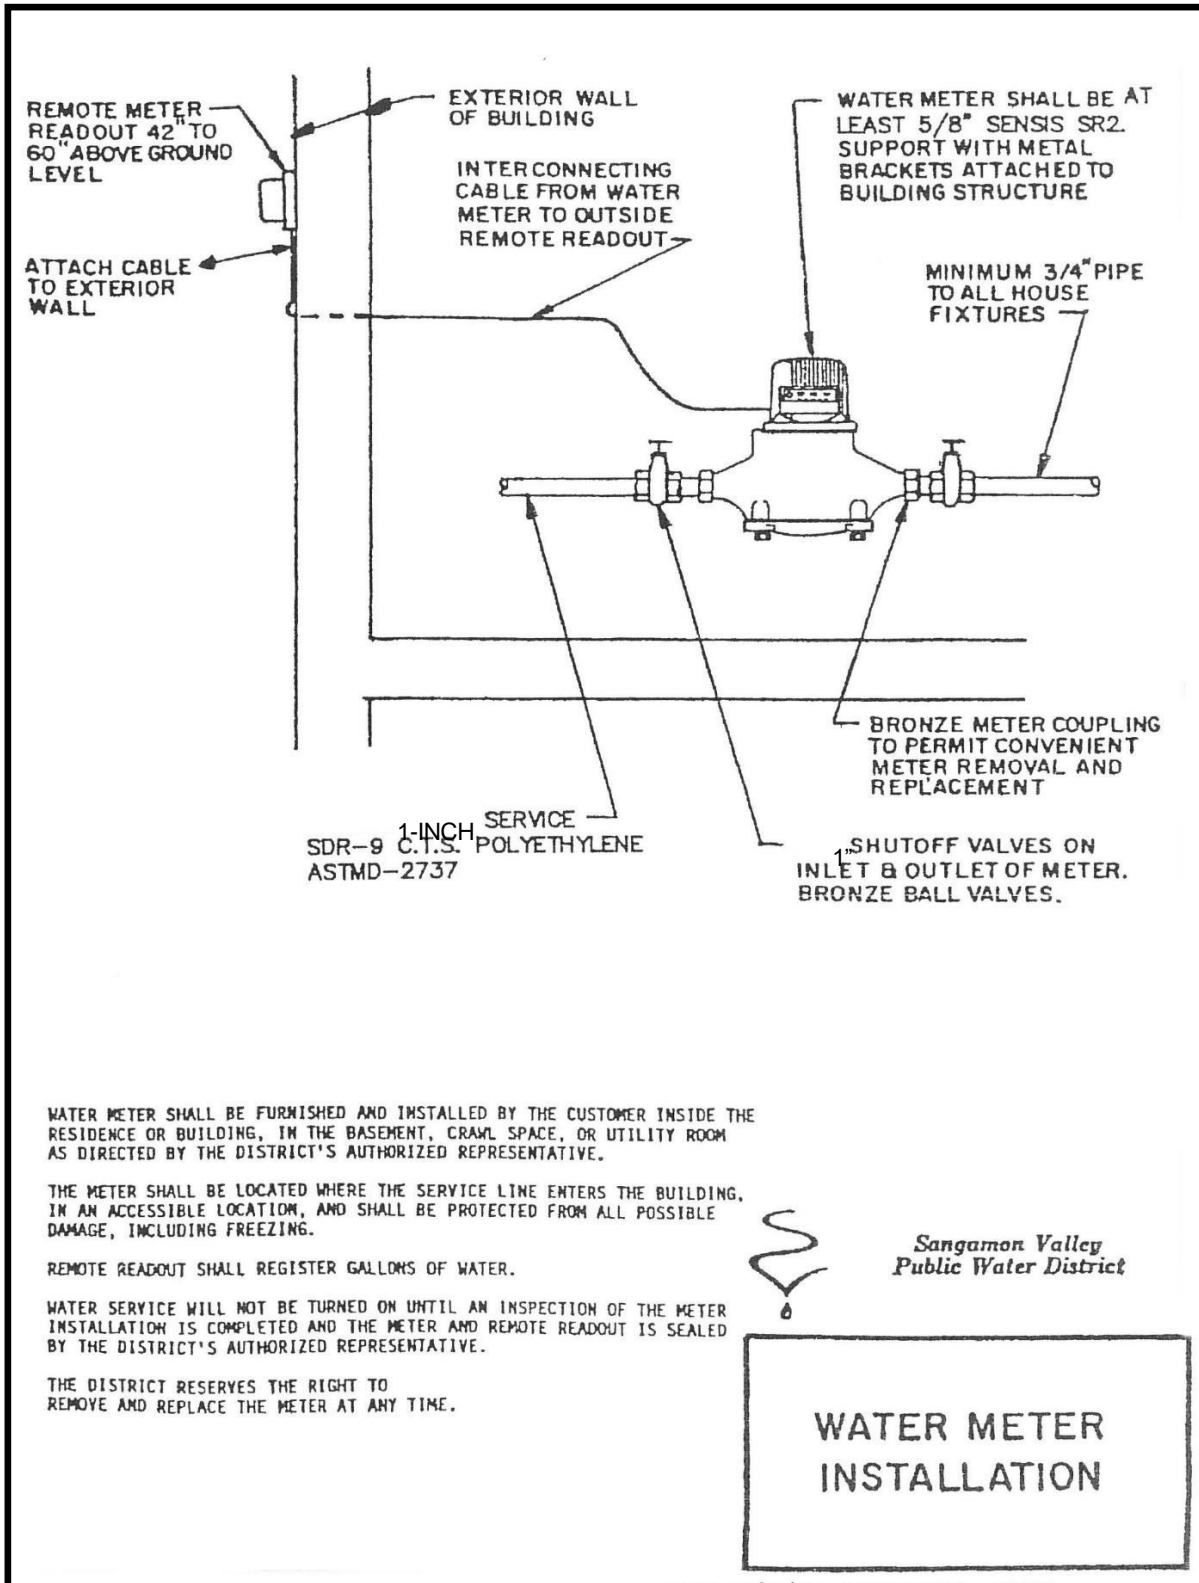 REMOTE METER
READOUT 42" TO
60" ABOVE GROUND
LEVEL
ATTACH CABLE
TO EXTERIOR
WALL
EXTERIOR WALL
OF BUILDING
INTERCONNECTING
CABLE FROM WATER
METER TO OUTSIDE
REMOTE READOUT
WATER METER SHALL BE AT
LEAST 5/8" SENSIS SR2.
SUPPORT WITH METAL
BRACKETS ATTACHED TO
BUILDING STRUCTURE
MINIMUM 3/4" PIPE
TO ALL HOUSE
FIXTURES
BRONZE METER COUPLING
TO PERMIT CONVENIENT
METER REMOVAL AND
REPLACEMENT
1-INCH SERVICE
SDR-9 C.T.S. POLYETHYLENE
ASTMD-2737
1" SHUTOFF VALVES ON
INLET & OUTLET OF METER.
BRONZE BALL VALVES.
WATER METER SHALL BE FURNISHED AND INSTALLED BY THE CUSTOMER INSIDE THE
RESIDENCE OR BUILDING, IN THE BASEMENT, CRAWL SPACE, OR UTILITY ROOM
AS DIRECTED BY THE DISTRICT'S AUTHORIZED REPRESENTATIVE.
THE METER SHALL BE LOCATED WHERE THE SERVICE LINE ENTERS THE BUILDING,
IN AN ACCESSIBLE LOCATION, AND SHALL BE PROTECTED FROM ALL POSSIBLE
DAMAGE, INCLUDING FREEZING.
REMOTE READOUT SHALL REGISTER GALLONS OF WATER.
WATER SERVICE WILL NOT BE TURNED ON UNTIL AN INSPECTION OF THE METER
INSTALLATION IS COMPLETED AND THE METER AND REMOTE READOUT IS SEALED
BY THE DISTRICT'S AUTHORIZED REPRESENTATIVE.
THE DISTRICT RESERVES THE RIGHT TO
REMOVE AND REPLACE THE METER AT ANY TIME.
Sangamon Valley
Public Water District
WATER METER
INSTALLATION